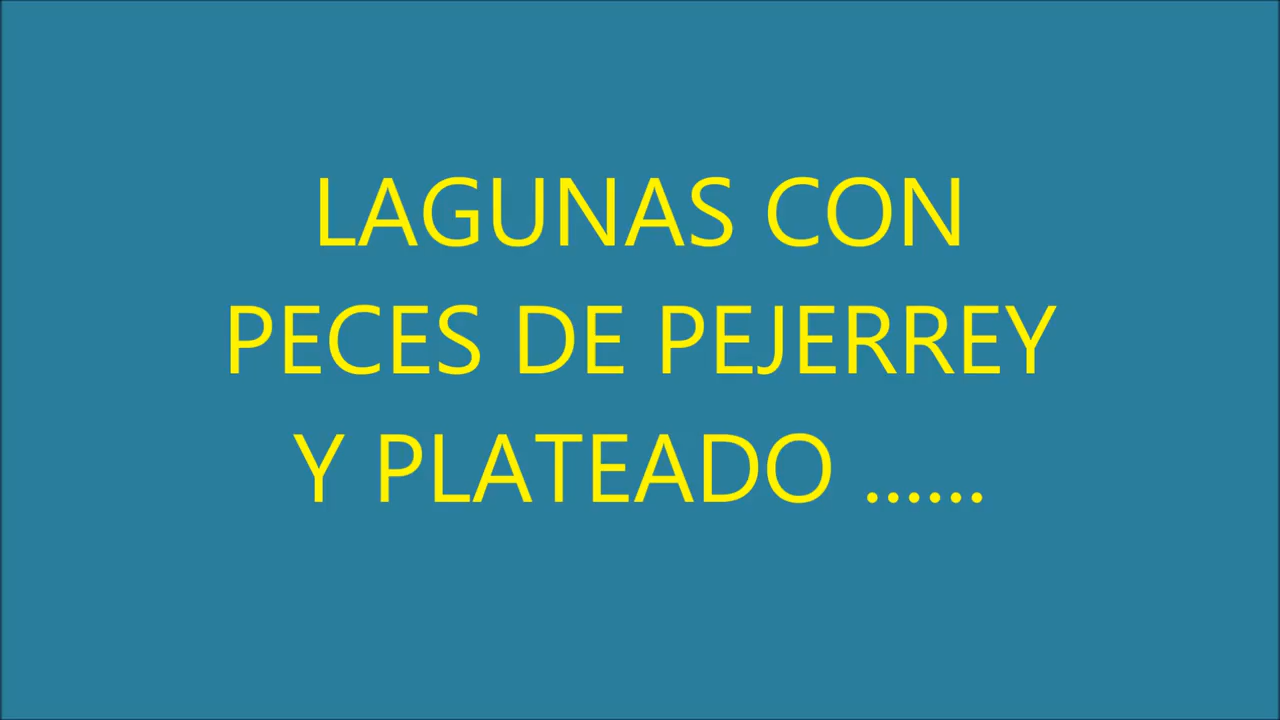 LAGUNAS CON
PECES DE PEJERREY
Y PLATEADO ......